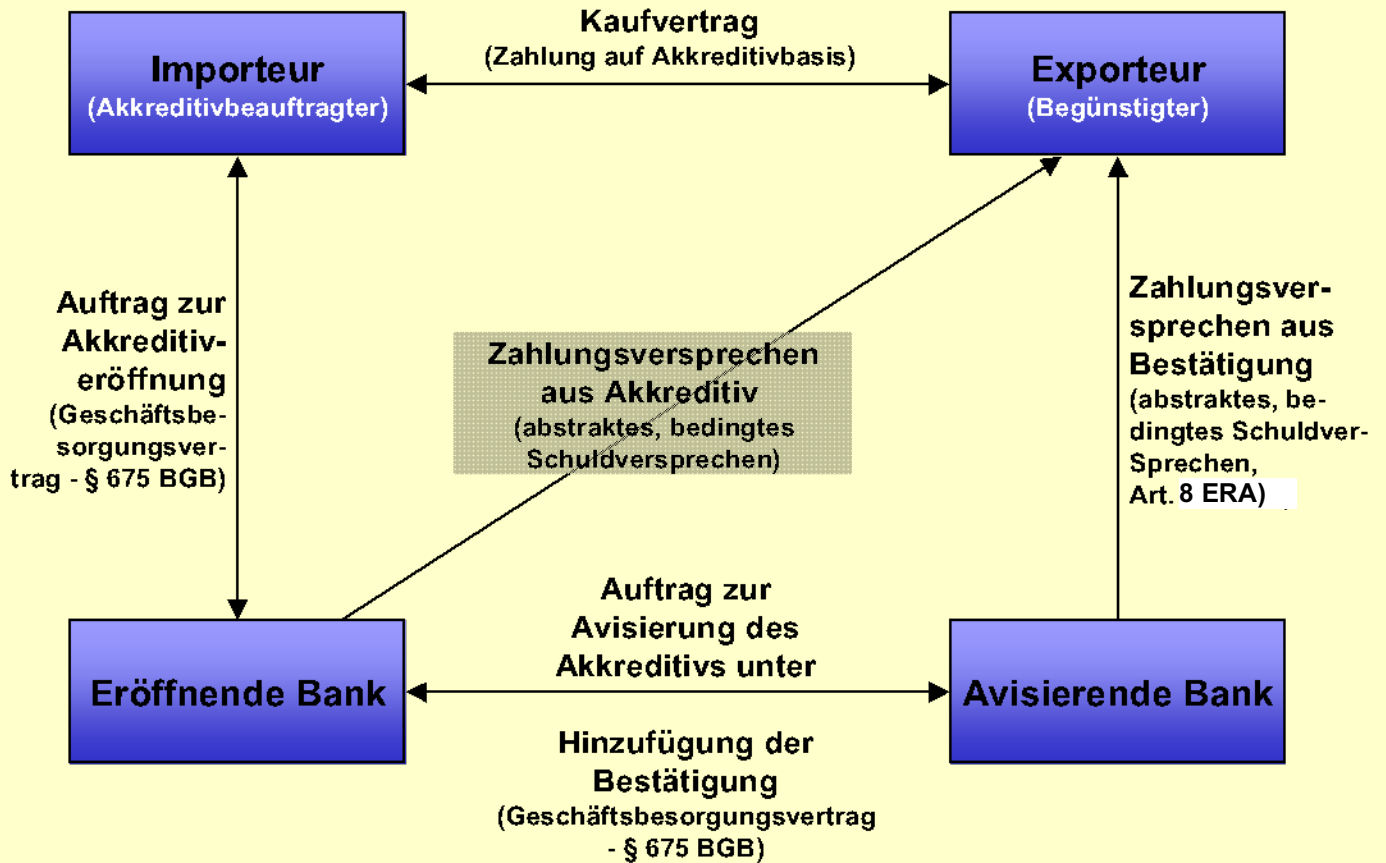 Kaufvertrag
(Zahlung auf Akkreditivbasis)
Importeur
(Akkreditivbeauftragter)
Exporteur
(Begünstigter)
Auftrag zur
Akkreditiv-
eröffnung
(Geschäftsbe-
sorgungsver-
trag - § 675 BGB)
Zahlungsversprechen
aus Akkreditiv
(abstraktes, bedingtes
Schuldversprechen)
Zahlungsver-
sprechen aus
Bestätigung
(abstraktes, be-
dingtes Schuldver-
Sprechen,
Art. 8 ERA)
Eröffnende Bank
Auftrag zur
Avisierung des
Akkreditivs unter
Hinzufügung der
Bestätigung
(Geschäftsbesorgungsvertrag
- § 675 BGB)
Avisierende Bank